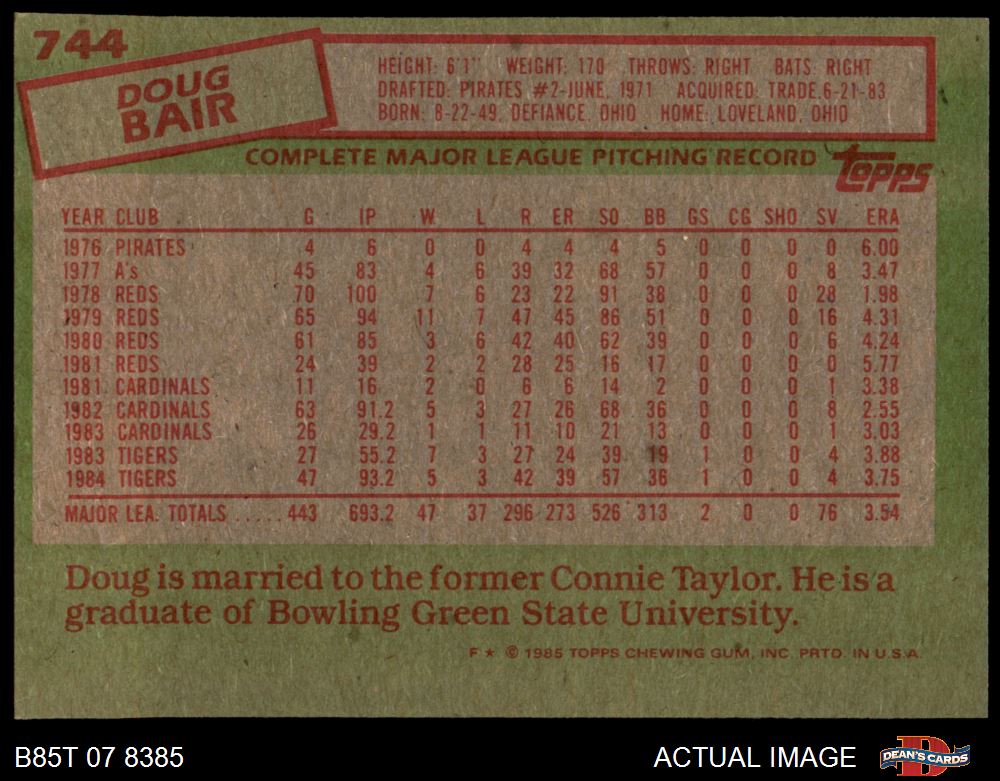 744
DOUG
BAIR
HEIGHT: 6'1" WEIGHT: 170 THROWS: RIGHT BATS: RIGHT
DRAFTED: PIRATES #2-JUNE, 1971 ACQUIRED: TRADE, 6-21-83
BORN: 8-22-49, DEFIANCE, OHIO HOME: LOVELAND, OHIO
COMPLETE MAJOR LEAGUE PITCHING RECORD
topps
YEAR CLUB G IP W L R ER SO BB GS CG SHO SV ERA
1976 PIRATES 4 6 0 0 4 4 4 5 0 0 0 0 6.00
1977 A's 45 83 4 6 39 32 68 57 0 0 0 8 3.47
1978 REDS 70 100 7 6 23 22 91 38 0 0 0 28 1.98
1979 REDS 65 94 11 7 47 45 86 51 0 0 0 16 4.31
1980 REDS 61 85 3 6 42 40 62 39 0 0 0 6 4.24
1981 REDS 24 39 2 2 28 25 16 17 0 0 0 0 5.77
1981 CARDINALS 11 16 2 0 6 6 14 2 0 0 0 1 3.38
1982 CARDINALS 63 91.2 5 3 27 26 68 36 0 0 0 8 2.55
1983 CARDINALS 26 29.2 1 1 11 10 21 13 0 0 0 1 3.03
1983 TIGERS 27 55.2 7 3 27 24 39 19 1 0 0 4 3.88
1984 TIGERS 47 93.2 5 3 42 39 57 36 1 0 0 4 3.75
MAJOR LEA. TOTALS ..... 443 693.2 47 37 296 273 526 313 2 0 0 76 3.54
Doug is married to the former Connie Taylor. He is a
graduate of Bowling Green State University.
F ★ © 1985 TOPPS CHEWING GUM, INC. PRTD. IN U.S.A.
B85T 07 8385 ACTUAL IMAGE DEAN'S CARDS